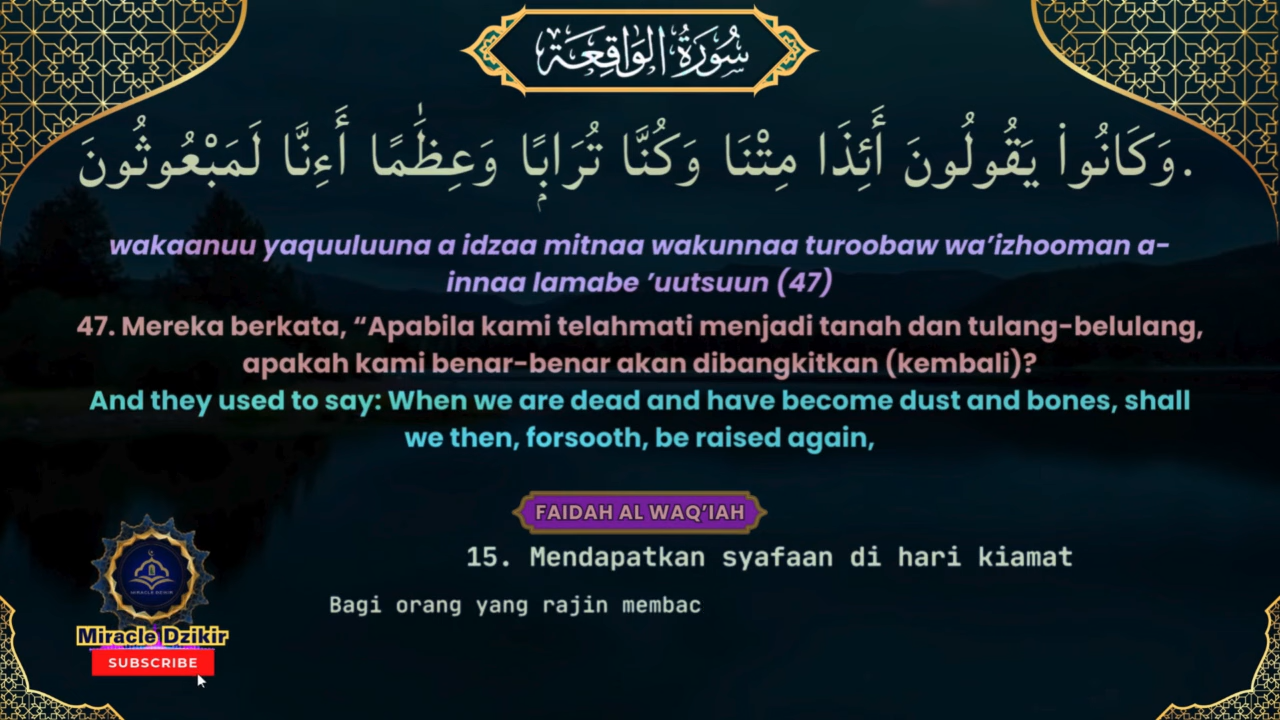 سُورَةُ الوَاقِعَة
وَكَانُوا۟ يَقُولُونَ أَئِذَا مِتْنَا وَكُنَّا تُرَابًۭا وَعِظَٰمًا أَءِنَّا لَمَبْعُوثُونَ.
wakaanuu yaquuluuna a idzaa mitnaa wakunnaa turoobaw wa’izhooman a-
innaa lamabe ’uutsuun (47)
47. Mereka berkata, “Apabila kami telahmati menjadi tanah dan tulang-belulang,
apakah kami benar-benar akan dibangkitkan (kembali)?
And they used to say: When we are dead and have become dust and bones, shall
we then, forsooth, be raised again,
FAIDAH AL WAQ’IAH
15. Mendapatkan syafaan di hari kiamat
Bagi orang yang rajin membac
MIRACLE DZIKIR
Miracle Dzikir
SUBSCRIBE